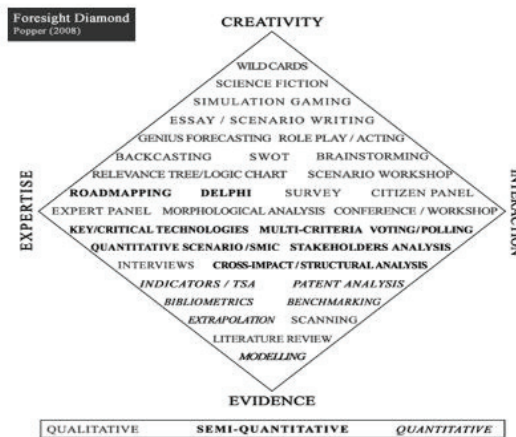 Foresight Diamond
Popper (2008)
CREATIVITY
WILD CARDS
SCIENCE FICTION
SIMULATION GAMING
ESSAY / SCENARIO WRITING
GENIUS FORECASTING ROLE PLAY / ACTING
BACKCASTING SWOT BRAINSTORMING
RELEVANCE TREE/LOGIC CHART SCENARIO WORKSHOP
ROADMAPPING DELPHI SURVEY CITIZEN PANEL
EXPERT PANEL MORPHOLOGICAL ANALYSIS CONFERENCE / WORKSHOP
KEY/CRITICAL TECHNOLOGIES MULTI-CRITERIA VOTING/POLLING
QUANTITATIVE SCENARIO/SMIC STAKEHOLDERS ANALYSIS
INTERVIEWS CROSS-IMPACT / STRUCTURAL ANALYSIS
INDICATORS / TSA PATENT ANALYSIS
BIBLIOMETRICS BENCHMARKING
EXTRAPOLATION SCANNING
LITERATURE REVIEW
MODELLING
EVIDENCE
EXPERTISE
QUALITATIVE SEMI-QUANTITATIVE QUANTITATIVE